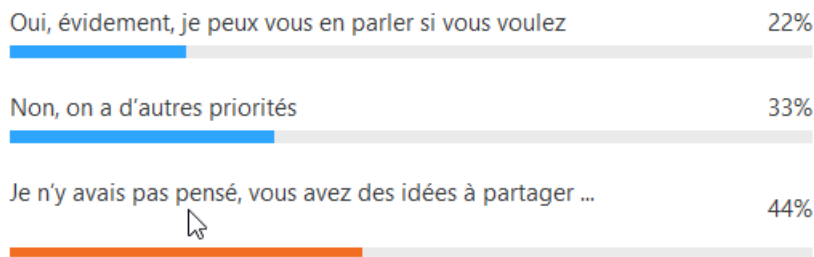 Oui, évidement, je peux vous en parler si vous voulez 22%
Non, on a d’autres priorités 33%
Je n’y avais pas pensé, vous avez des idées à partager ...
44%